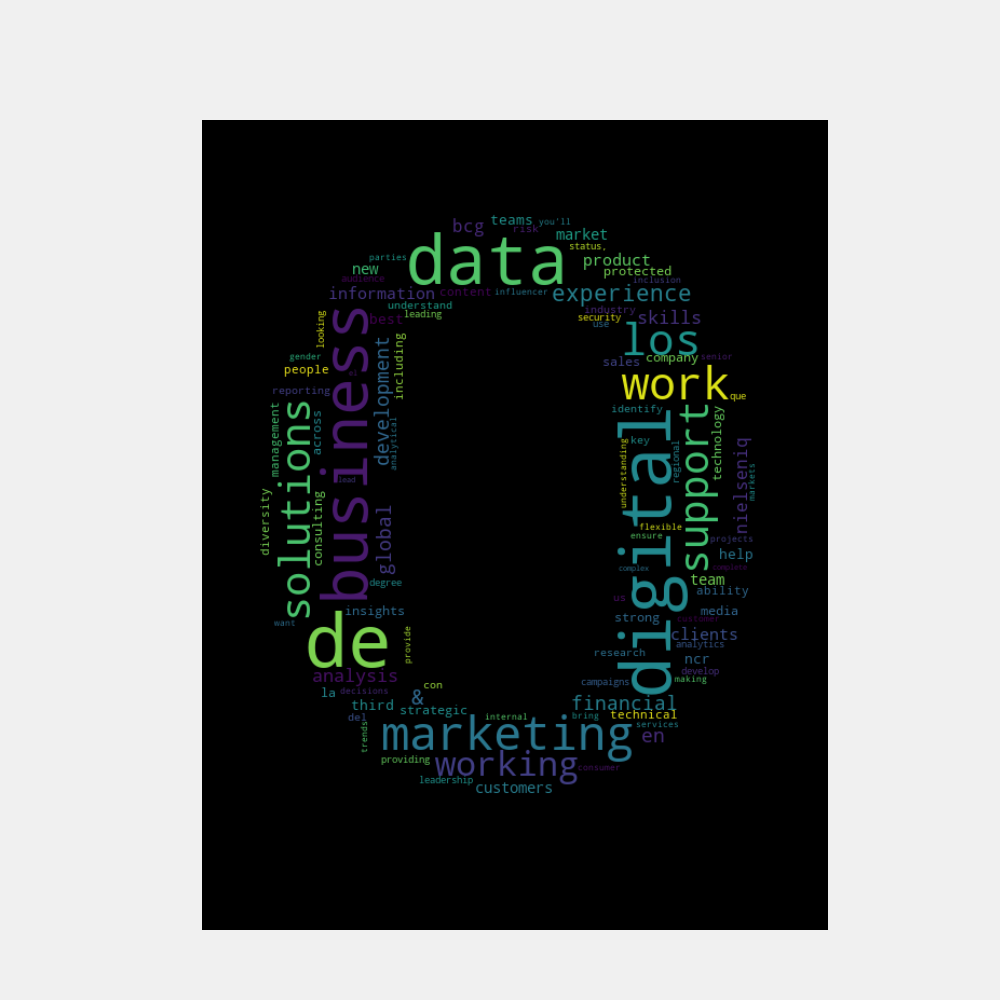 teams
you'll
bcg
risk
market
status,
data
parties
product
new
protected
audience
inclusion
information
content
influencer
experience
understand
leading
industry
looking
best
security
skills
use
los
business
development
including
gender
people
el
sales
company
senior
work
que
reporting
identify
management
solutions
across
analytical
digital
support
technology
key
regional
nielseniq
markets
understanding
lead
diversity
consulting
global
flexible
ensure
projects
help
complex
complete
degree
team
ability
us
want
insights
media
strong
customer
de
provide
clients
analytics
research
ncr
analysis
develop
making
campaigns
con
la
decisions
&
third
strategic
financial
del
internal
bring
technical
services
trends
marketing
en
providing
working
consumer
leadership
customers